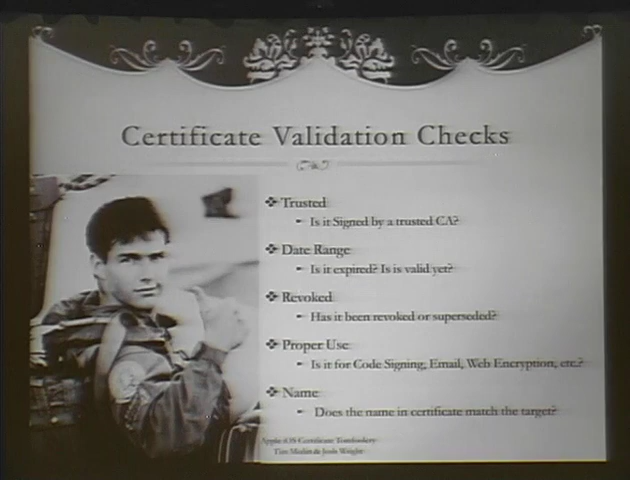 Certificate Validation Checks
Trusted
Is it Signed by a trusted CA?
Date Range
Is it expired? Is is valid yet?
Revoked
Has it been revoked or superseded?
Proper Use
Is it for Code Signing, Email, Web Encryption, etc.?
Name
Does the name in certificate match the target?
Apple iOS Certificate Tomfoolery
Tim Medin & Josh Wright